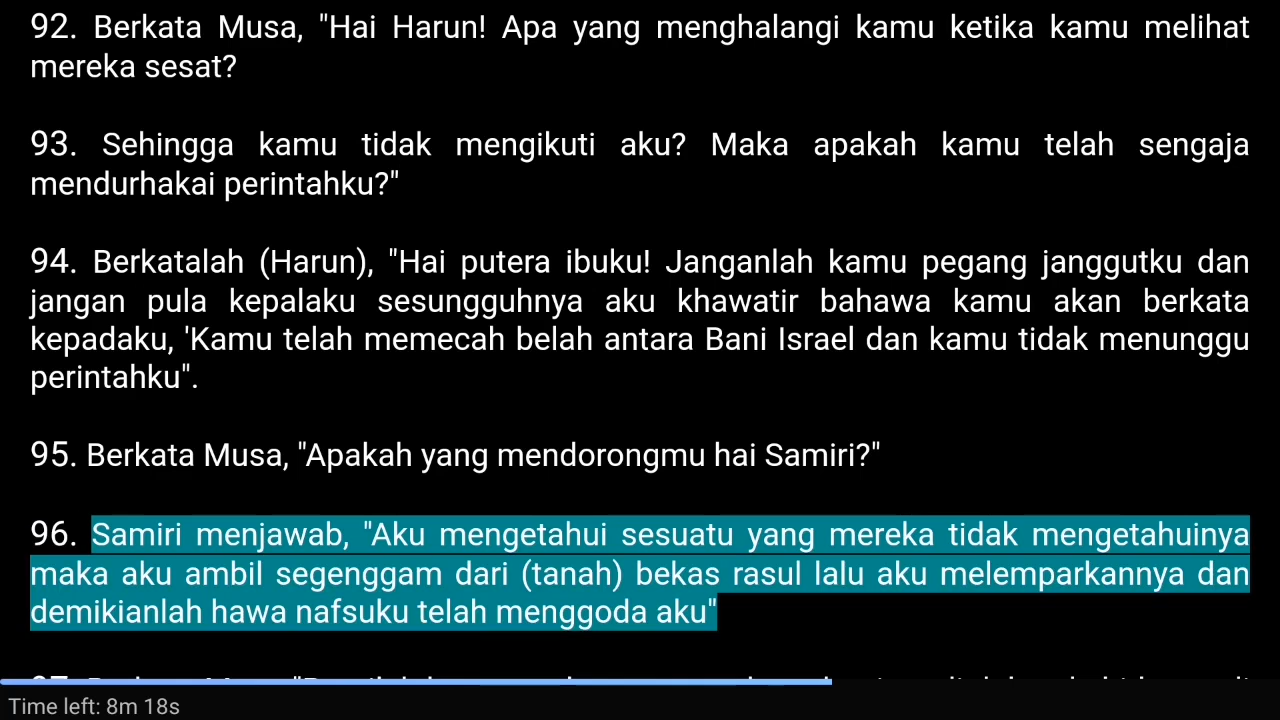 92. Berkata Musa, "Hai Harun! Apa yang menghalangi kamu ketika kamu melihat
mereka sesat?
93. Sehingga kamu tidak mengikuti aku? Maka apakah kamu telah sengaja
mendurhakai perintahku?"
94. Berkatalah (Harun), "Hai putera ibuku! Janganlah kamu pegang janggutku dan
jangan pula kepalaku sesungguhnya aku khawatir bahawa kamu akan berkata
kepadaku, 'Kamu telah memecah belah antara Bani Israel dan kamu tidak menunggu
perintahku".
95. Berkata Musa, "Apakah yang mendorongmu hai Samiri?"
96. Samiri menjawab, "Aku mengetahui sesuatu yang mereka tidak mengetahuinya
maka aku ambil segenggam dari (tanah) bekas rasul lalu aku melemparkannya dan
demikianlah hawa nafsuku telah menggoda aku"
Time left: 8m 18s